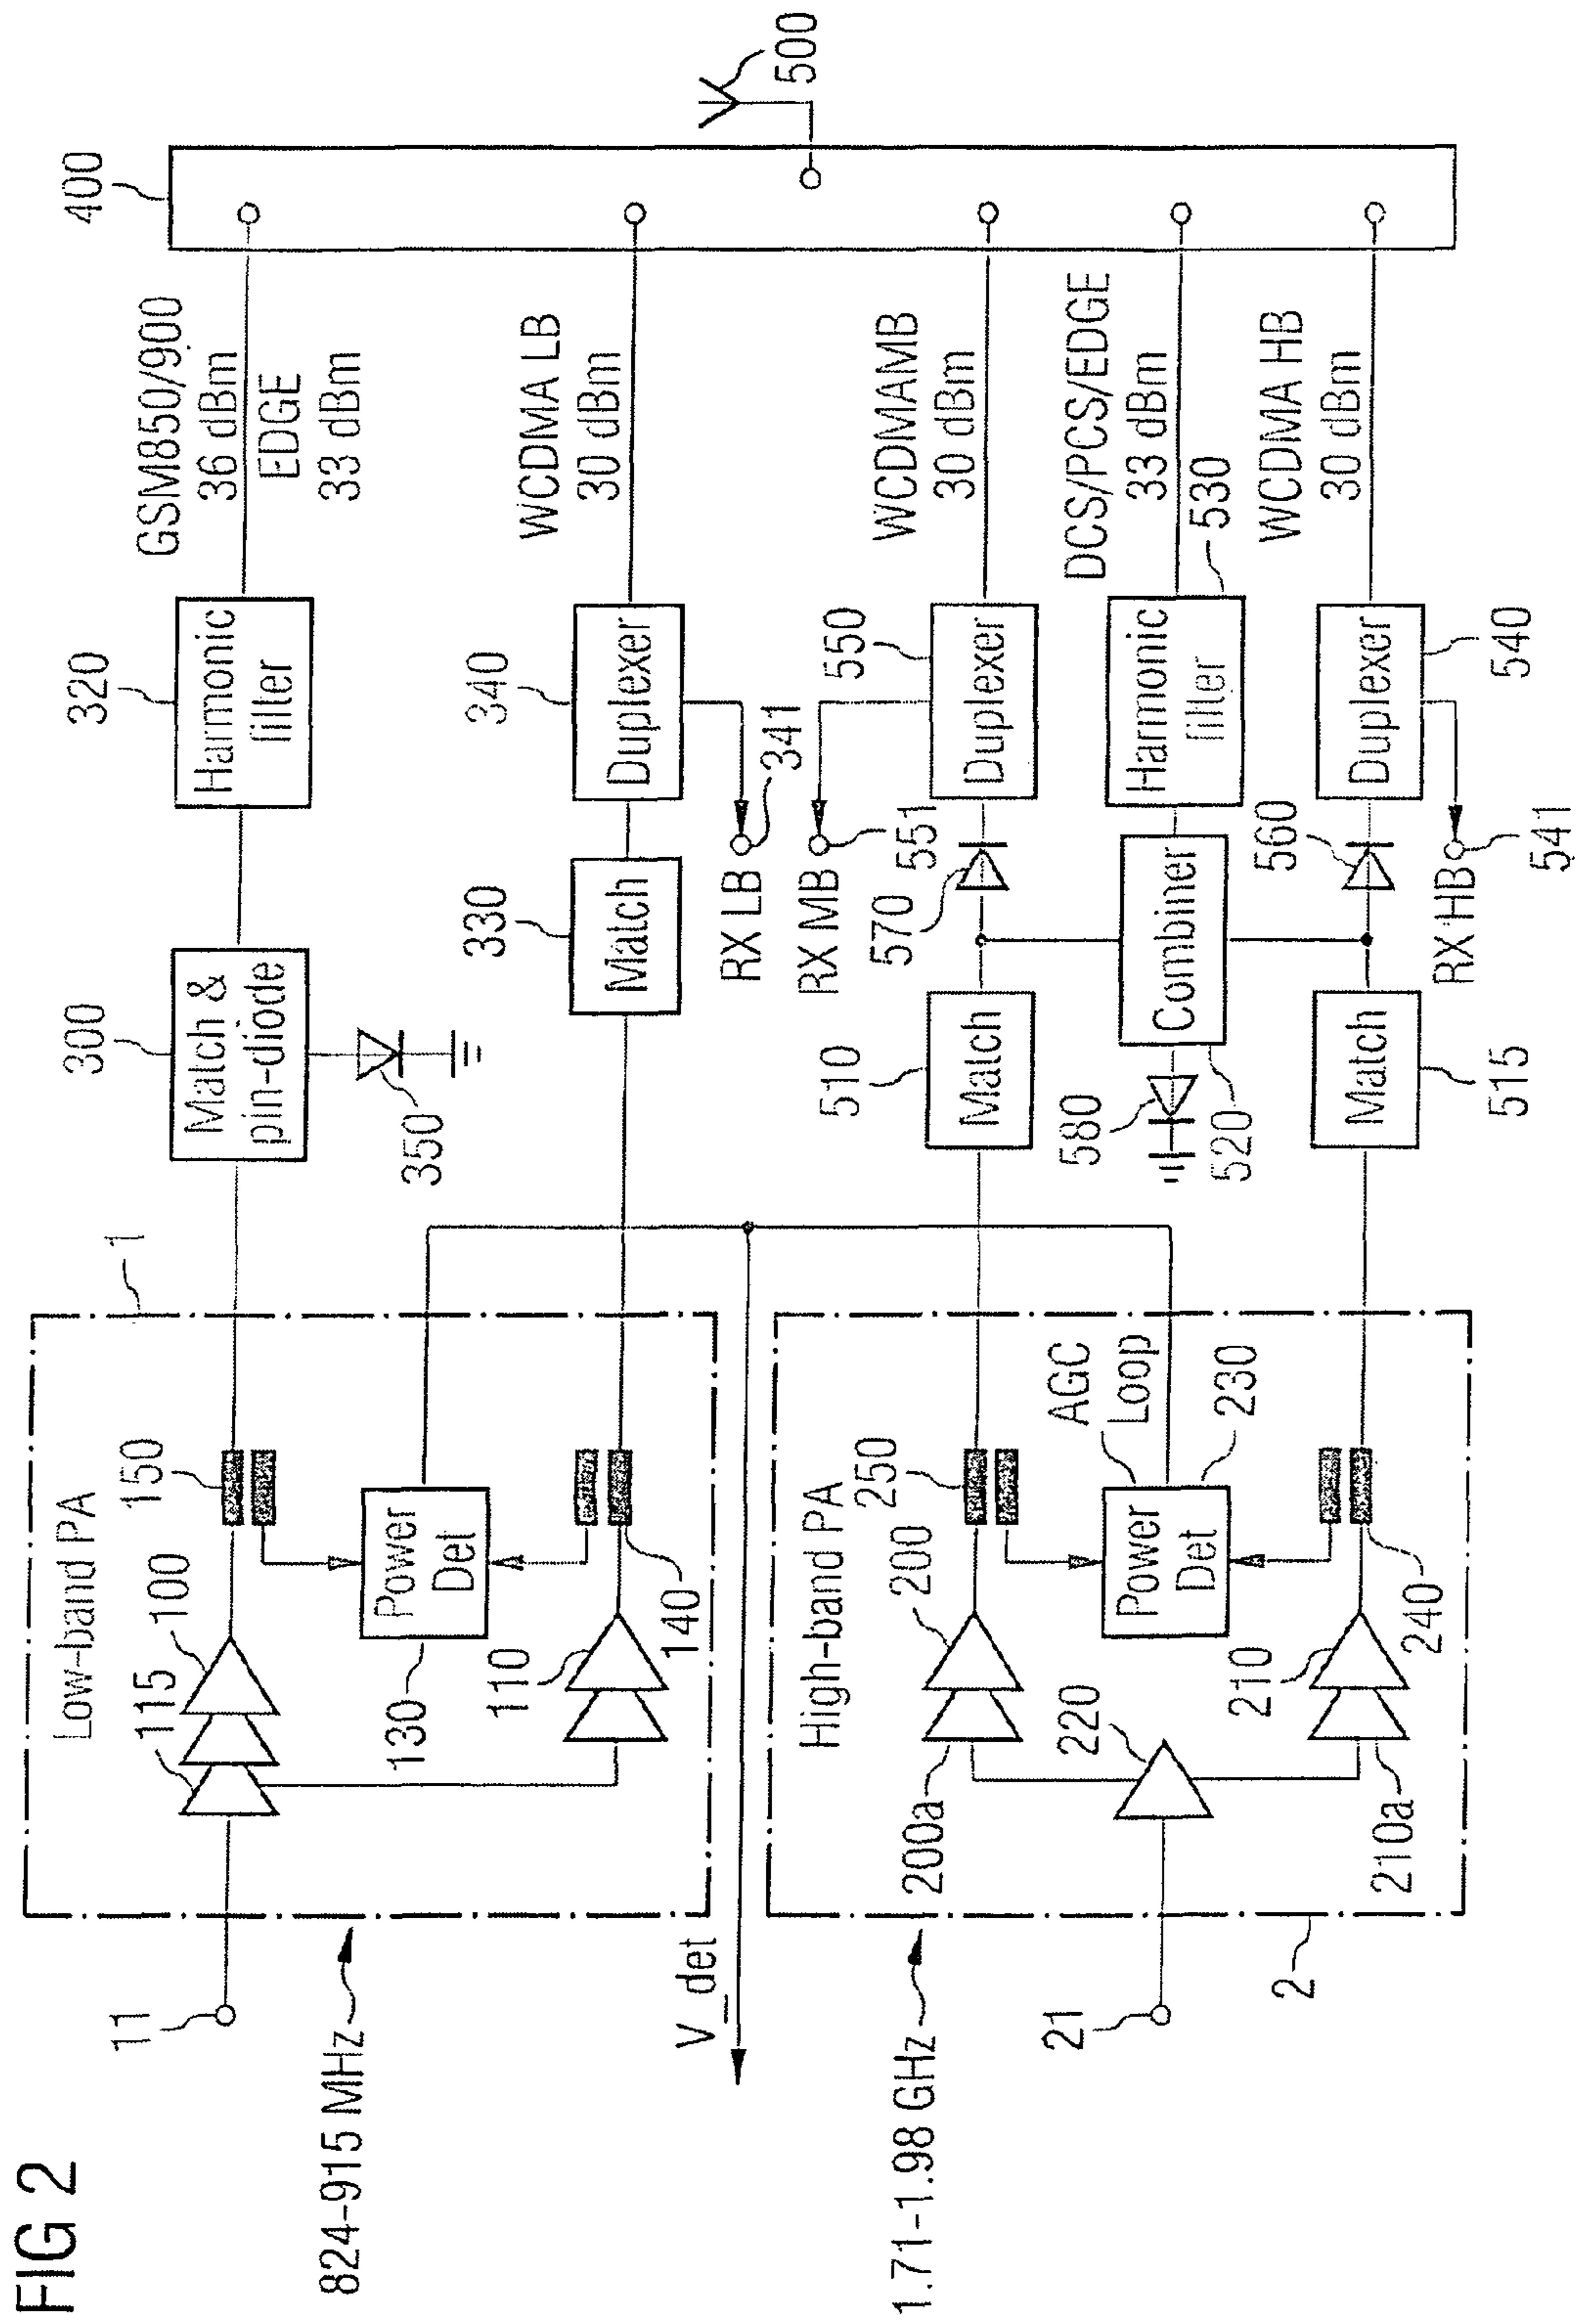 FIG 2
824-915 MHz
11
Low-band PA
1
115
100
150
130
Power
Det
110
140
V_det
1.71-1.98 GHz
21
2
High-band PA
200a
200
250
220
AGC
Loop
Power
Det
230
210a
210
240
300
Match &
pin-diode
350
320
Harmonic
filter
GSM850/900
36 dBm
EDGE
33 dBm
400
330
Match
340
Duplexer
RX LB
341
WCDMA LB
30 dBm
500
510
Match
570
RX MB
551
550
Duplexer
WCDMAMB
30 dBm
580
520
Combiner
Harmonic
filter
530
DCS/PCS/EDGE
33 dBm
515
Match
560
RX HB
541
540
Duplexer
WCDMA HB
30 dBm